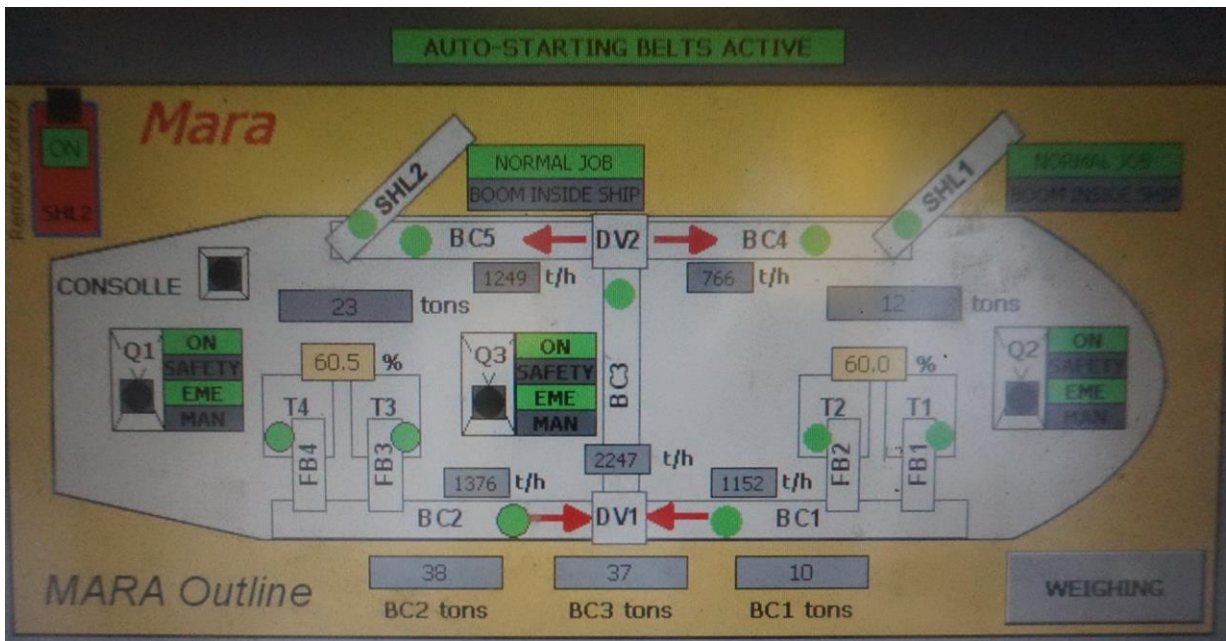 AUTO-STARTING BELTS ACTIVE
Remote Control
ON
SHL2
Mara
SHL2
NORMAL JOB
BOOM INSIDE SHIP
SHL1
NORMAL JOB
BOOM INSIDE SHIP
BC5
DV2
BC4
CONSOLLE
1249 t/h
766 t/h
23 tons
12 tons
Q1
ON
SAFETY
EME
MAN
60.5 %
T4
T3
FB4
FB3
Q3
ON
SAFETY
EME
MAN
BC3
60.0 %
T2
T1
FB2
FB1
Q2
ON
SAFETY
EME
MAN
2247 t/h
1376 t/h
1152 t/h
BC2
DV1
BC1
38
37
10
BC2 tons
BC3 tons
BC1 tons
MARA Outline
WEIGHING